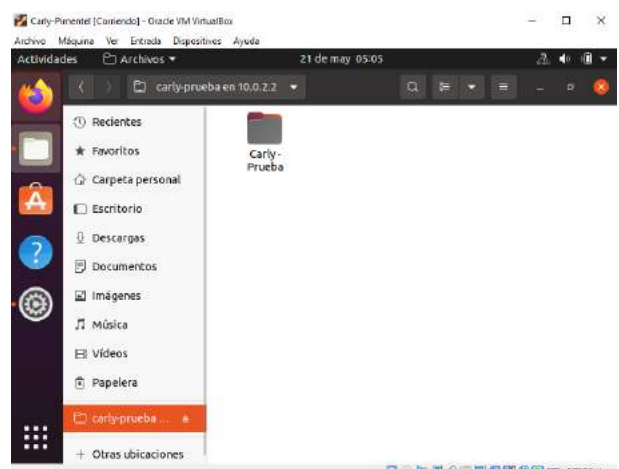 Carly-Pimentel [Corriendo] - Oracle VM VirtualBox
Archivo Máquina Ver Entrada Dispositivos Ayuda
Actividades Archivos 21 de may 05:05
carly-prueba en 10.0.2.2
Recientes
Favoritos
Carpeta personal
Escritorio
Descargas
Documentos
Imágenes
Música
Vídeos
Papelera
carly-prueba ...
+ Otras ubicaciones
Carly-
Prueba